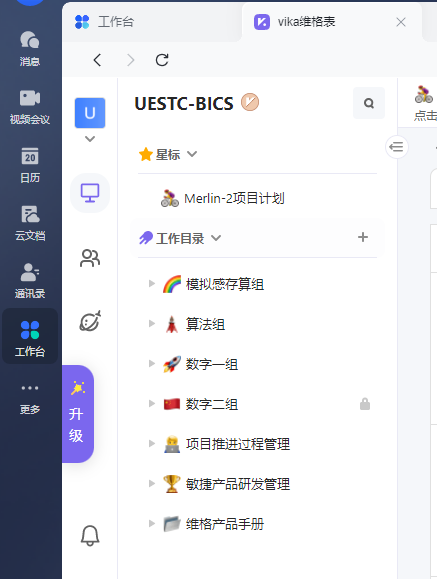 工作台
vika维格表
消息
视频会议
20
日历
云文档
通讯录
工作台
更多
U
升
级
UESTC-BICS
星标
Merlin-2项目计划
工作目录
模拟感存算组
算法组
数字一组
数字二组
项目推进过程管理
敏捷产品研发管理
维格产品手册
点击